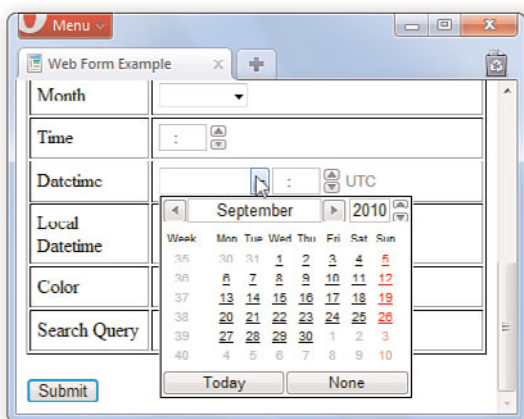 Menu
Web Form Example
Month
Time :
Datetime : UTC
September 2010
Week Mon Tue Wed Thu Fri Sat Sun
35 30 31 1 2 3 4 5
36 6 7 8 9 10 11 12
37 13 14 15 16 17 18 19
38 20 21 22 23 24 25 26
39 27 28 29 30 1 2 3
40 4 5 6 7 8 9 10
Today None
Local
Datetime
Color
Search Query
Submit